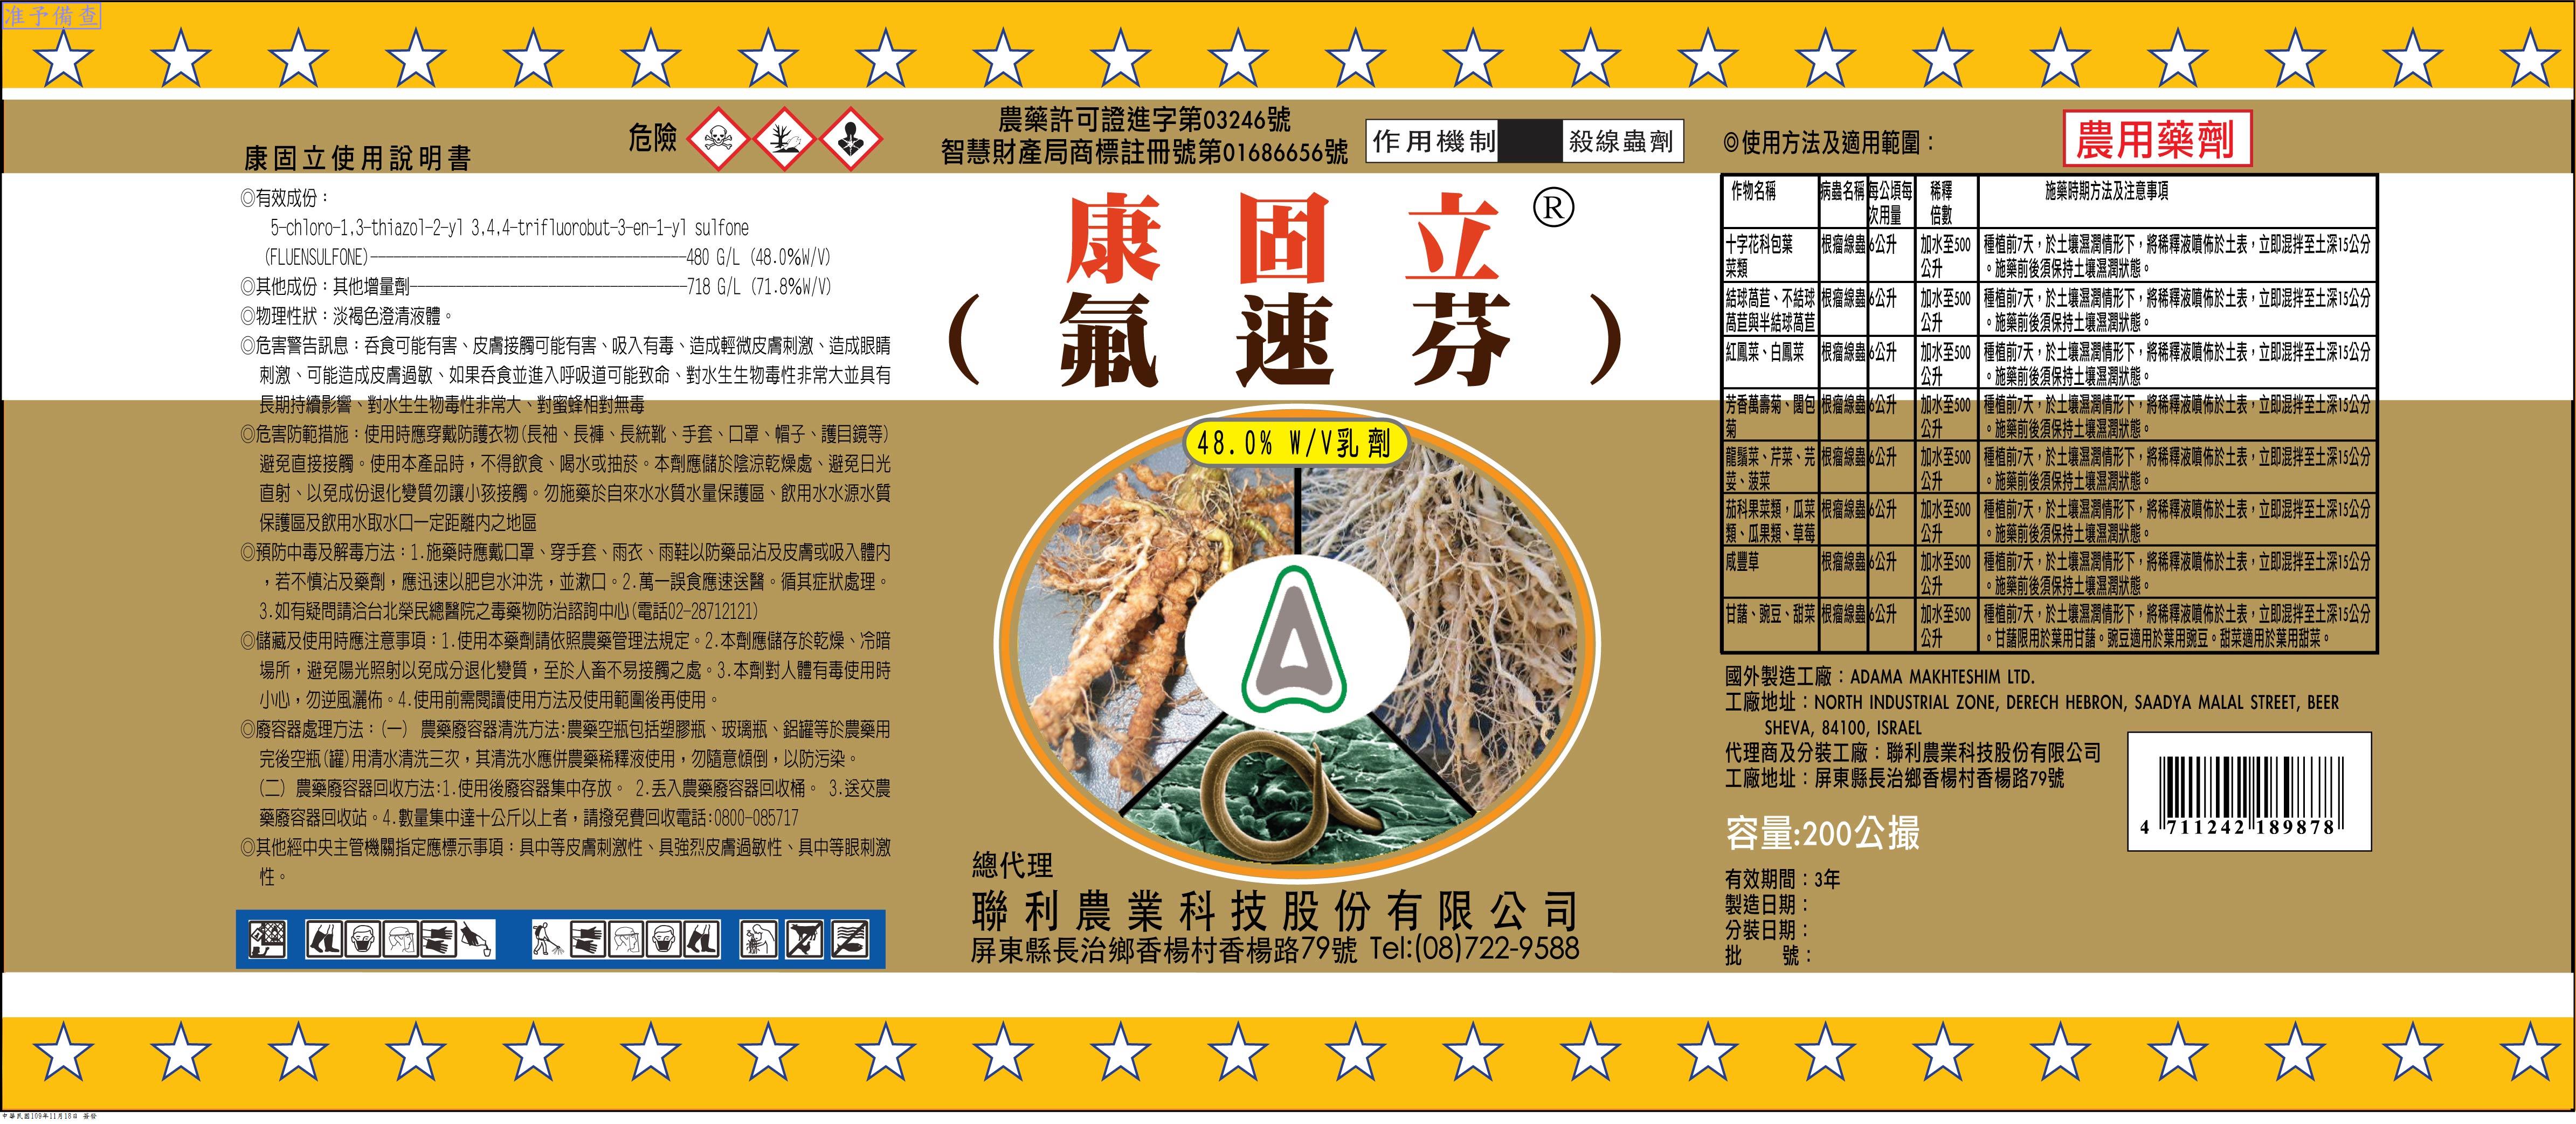 准予備查
康固立使用說明書
危險
◎有效成份：
5-chloro-1,3-thiazol-2-yl 3,4,4-trifluorobut-3-en-1-yl sulfone
(FLUENSULFONE)-----------------------------------------480 G/L (48.0%W/V)
◎其他成份：其他增量劑------------------------------------718 G/L (71.8%W/V)
◎物理性狀：淡褐色澄清液體。
◎危害警告訊息：吞食可能有害、皮膚接觸可能有害、吸入有毒、造成輕微皮膚刺激、造成眼睛
刺激、可能造成皮膚過敏、如果吞食並進入呼吸道可能致命、對水生生物毒性非常大並具有
長期持續影響、對水生生物毒性非常大、對蜜蜂相對無毒
◎危害防範措施：使用時應穿戴防護衣物(長袖、長褲、長統靴、手套、口罩、帽子、護目鏡等)
避免直接接觸。使用本產品時，不得飲食、喝水或抽菸。本劑應儲於陰涼乾燥處、避免日光
直射、以免成份退化變質勿讓小孩接觸。勿施藥於自來水水質水量保護區、飲用水水源水質
保護區及飲用水取水口一定距離內之地區
◎預防中毒及解毒方法：1.施藥時應戴口罩、穿手套、雨衣、雨鞋以防藥品沾及皮膚或吸入體內
，若不慎沾及藥劑，應迅速以肥皂水沖洗，並漱口。2.萬一誤食應速送醫。循其症狀處理。
3.如有疑問請洽台北榮民總醫院之毒藥物防治諮詢中心(電話02-28712121)
◎儲藏及使用時應注意事項：1.使用本藥劑請依照農藥管理法規定。2.本劑應儲存於乾燥、冷暗
場所，避免陽光照射以免成分退化變質，至於人畜不易接觸之處。3.本劑對人體有毒使用時
小心，勿逆風灑佈。4.使用前需閱讀使用方法及使用範圍後再使用。
◎廢容器處理方法：(一) 農藥廢容器清洗方法:農藥空瓶包括塑膠瓶、玻璃瓶、鋁罐等於農藥用
完後空瓶(罐)用清水清洗三次，其清洗水應併農藥稀釋液使用，勿隨意傾倒，以防污染。
(二) 農藥廢容器回收方法:1.使用後廢容器集中存放。 2.丟入農藥廢容器回收桶。 3.送交農
藥廢容器回收站。4.數量集中達十公斤以上者，請撥免費回收電話:0800-085717
◎其他經中央主管機關指定應標示事項：具中等皮膚刺激性、具強烈皮膚過敏性、具中等眼刺激
性。
農藥許可證進字第03246號
智慧財產局商標註冊號第01686656號
作用機制 殺線蟲劑
康固立®
（氟速芬）
48.0% W/V乳劑
總代理
聯利農業科技股份有限公司
屏東縣長治鄉香楊村香楊路79號 Tel:(08)722-9588
◎使用方法及適用範圍：
農用藥劑
作物名稱 病蟲名稱 每公頃每次用量 稀釋倍數 施藥時期方法及注意事項
十字花科包葉菜類 根瘤線蟲 6公升 加水至500公升 種植前7天，於土壤濕潤情形下，將稀釋液噴佈於土表，立即混拌至土深15公分。施藥前後須保持土壤濕潤狀態。
結球萵苣、不結球萵苣與半結球萵苣 根瘤線蟲 6公升 加水至500公升 種植前7天，於土壤濕潤情形下，將稀釋液噴佈於土表，立即混拌至土深15公分。施藥前後須保持土壤濕潤狀態。
紅鳳菜、白鳳菜 根瘤線蟲 6公升 加水至500公升 種植前7天，於土壤濕潤情形下，將稀釋液噴佈於土表，立即混拌至土深15公分。施藥前後須保持土壤濕潤狀態。
芳香萬壽菊、闊包菊 根瘤線蟲 6公升 加水至500公升 種植前7天，於土壤濕潤情形下，將稀釋液噴佈於土表，立即混拌至土深15公分。施藥前後須保持土壤濕潤狀態。
龍鬚菜、芹菜、芫荽、菠菜 根瘤線蟲 6公升 加水至500公升 種植前7天，於土壤濕潤情形下，將稀釋液噴佈於土表，立即混拌至土深15公分。施藥前後須保持土壤濕潤狀態。
茄科果菜類，瓜菜類、瓜果類、草莓 根瘤線蟲 6公升 加水至500公升 種植前7天，於土壤濕潤情形下，將稀釋液噴佈於土表，立即混拌至土深15公分。施藥前後須保持土壤濕潤狀態。
咸豐草 根瘤線蟲 6公升 加水至500公升 種植前7天，於土壤濕潤情形下，將稀釋液噴佈於土表，立即混拌至土深15公分。施藥前後須保持土壤濕潤狀態。
甘藷、豌豆、甜菜 根瘤線蟲 6公升 加水至500公升 種植前7天，於土壤濕潤情形下，將稀釋液噴佈於土表，立即混拌至土深15公分。甘藷限用於葉用甘藷。豌豆適用於葉用豌豆。甜菜適用於葉用甜菜。
國外製造工廠：ADAMA MAKHTESHIM LTD.
工廠地址：NORTH INDUSTRIAL ZONE, DERECH HEBRON, SAADYA MALAL STREET, BEER
SHEVA, 84100, ISRAEL
代理商及分裝工廠：聯利農業科技股份有限公司
工廠地址：屏東縣長治鄉香楊村香楊路79號
容量:200公撮
4 711242 189878
有效期間：3年
製造日期：
分裝日期：
批　　號：
中華民國109年11月18日 簽發